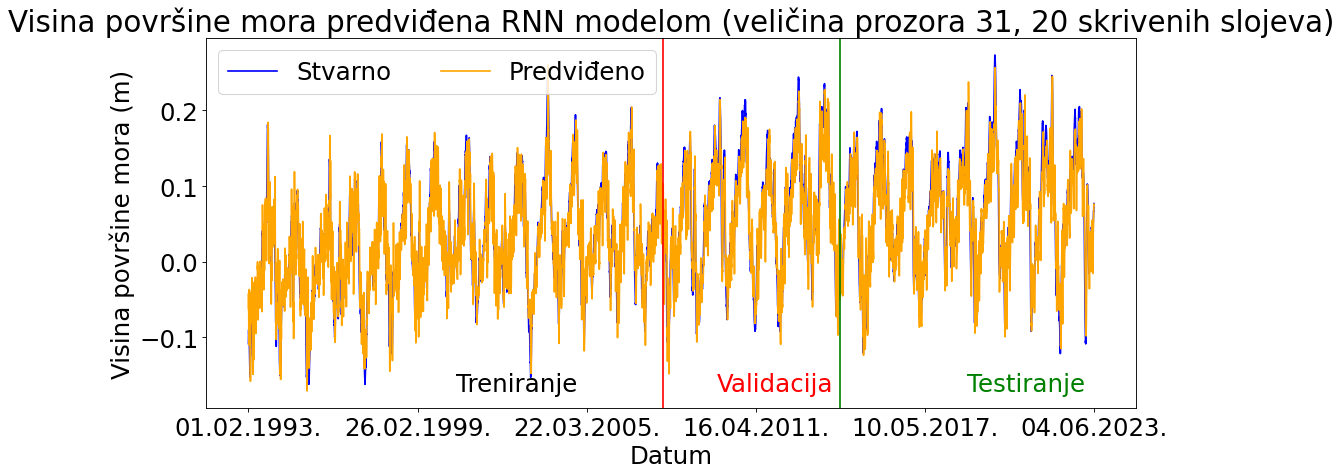 Visina površine mora predviđena RNN modelom (veličina prozora 31, 20 skrivenih slojeva)
Stvarno Predviđeno
Visina površine mora (m)
0.2
0.1
0.0
−0.1
Treniranje Validacija Testiranje
01.02.1993. 26.02.1999. 22.03.2005. 16.04.2011. 10.05.2017. 04.06.2023.
Datum